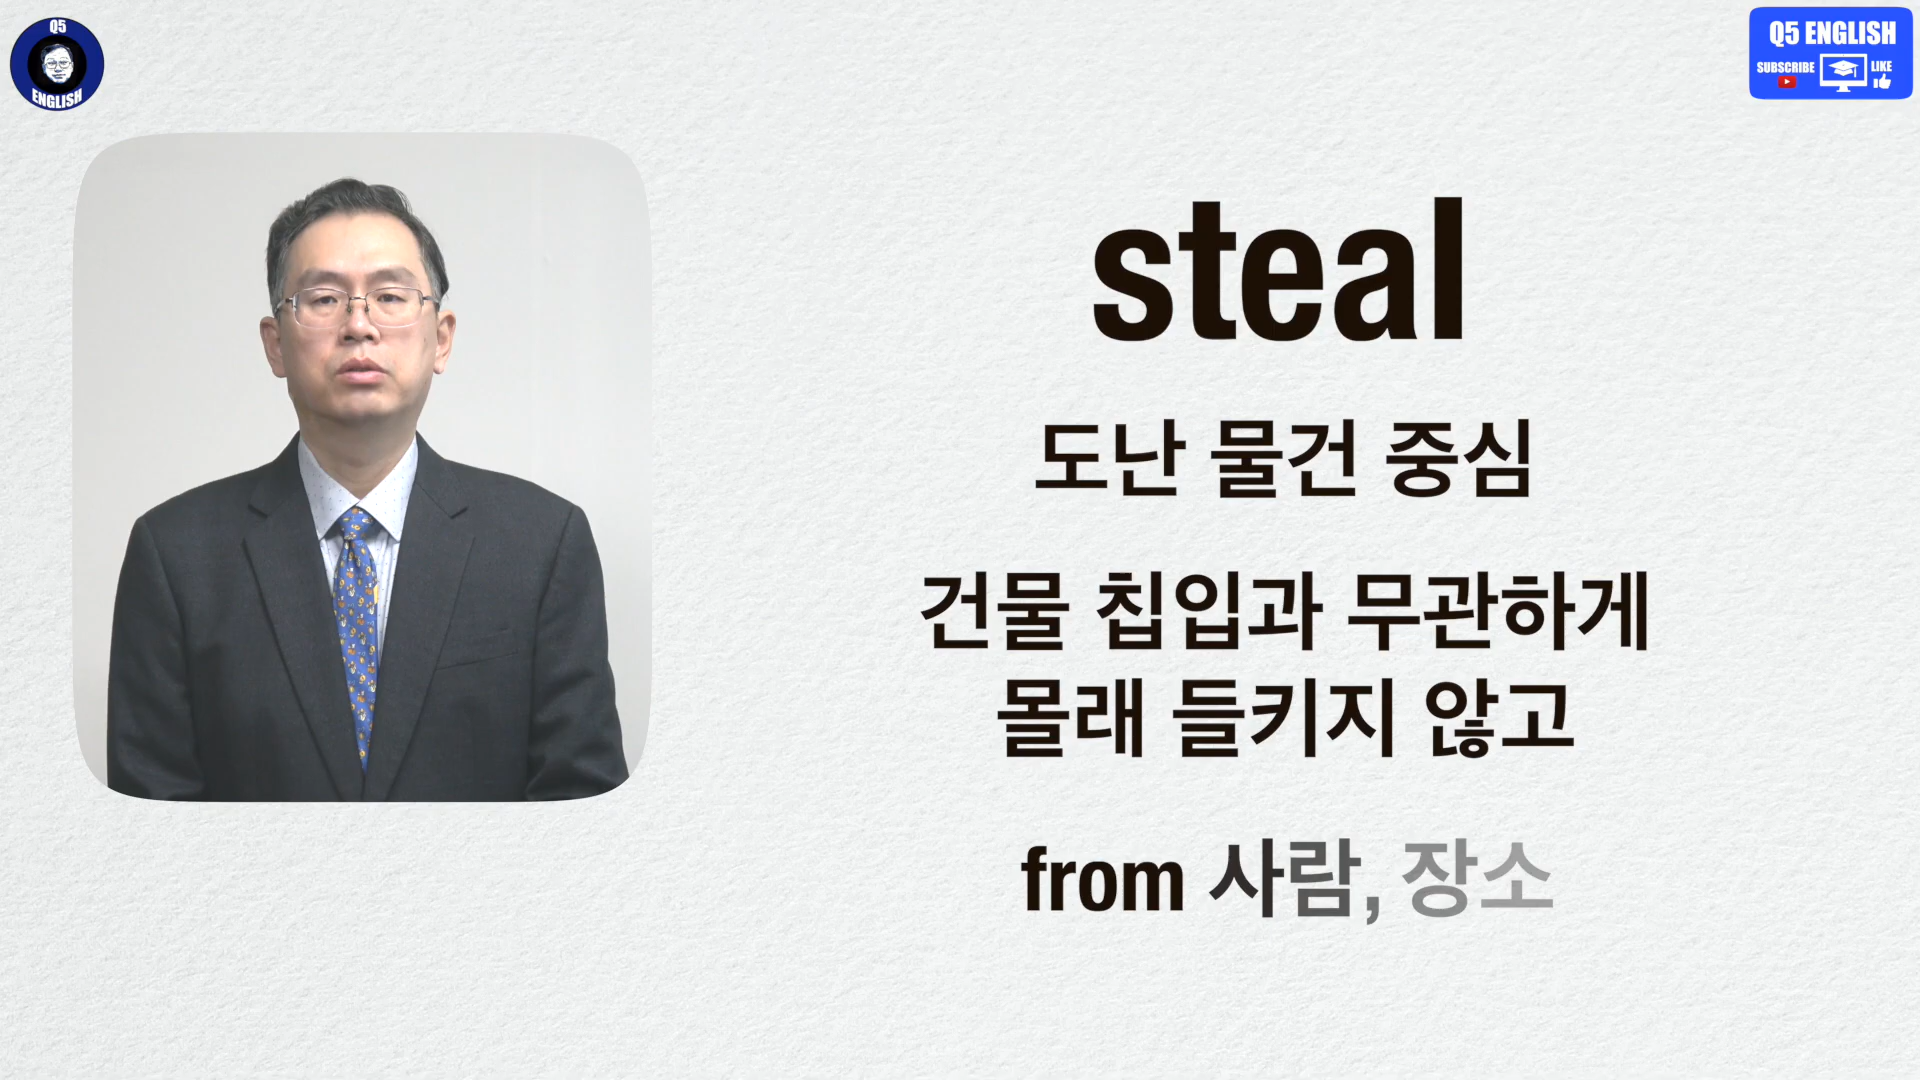 Q5
ENGLISH
Q5 ENGLISH
SUBSCRIBE
LIKE
steal
도난 물건 중심
건물 칩입과 무관하게
몰래 들키지 않고
from 사람, 장소